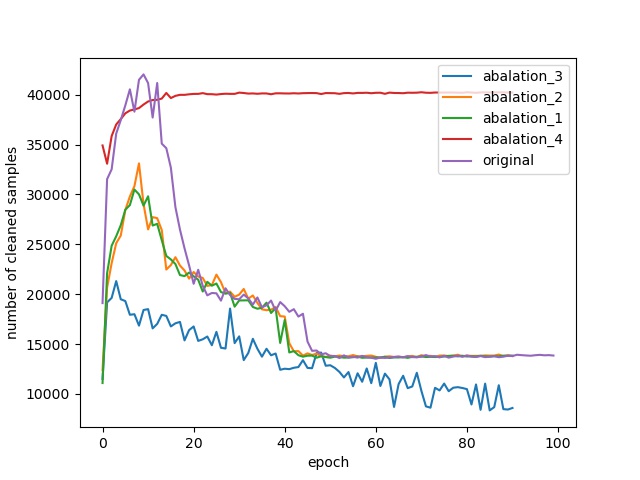 number of cleaned samples
40000
35000
30000
25000
20000
15000
10000
0
20
40
60
80
100
epoch
abalation_3
abalation_2
abalation_1
abalation_4
original